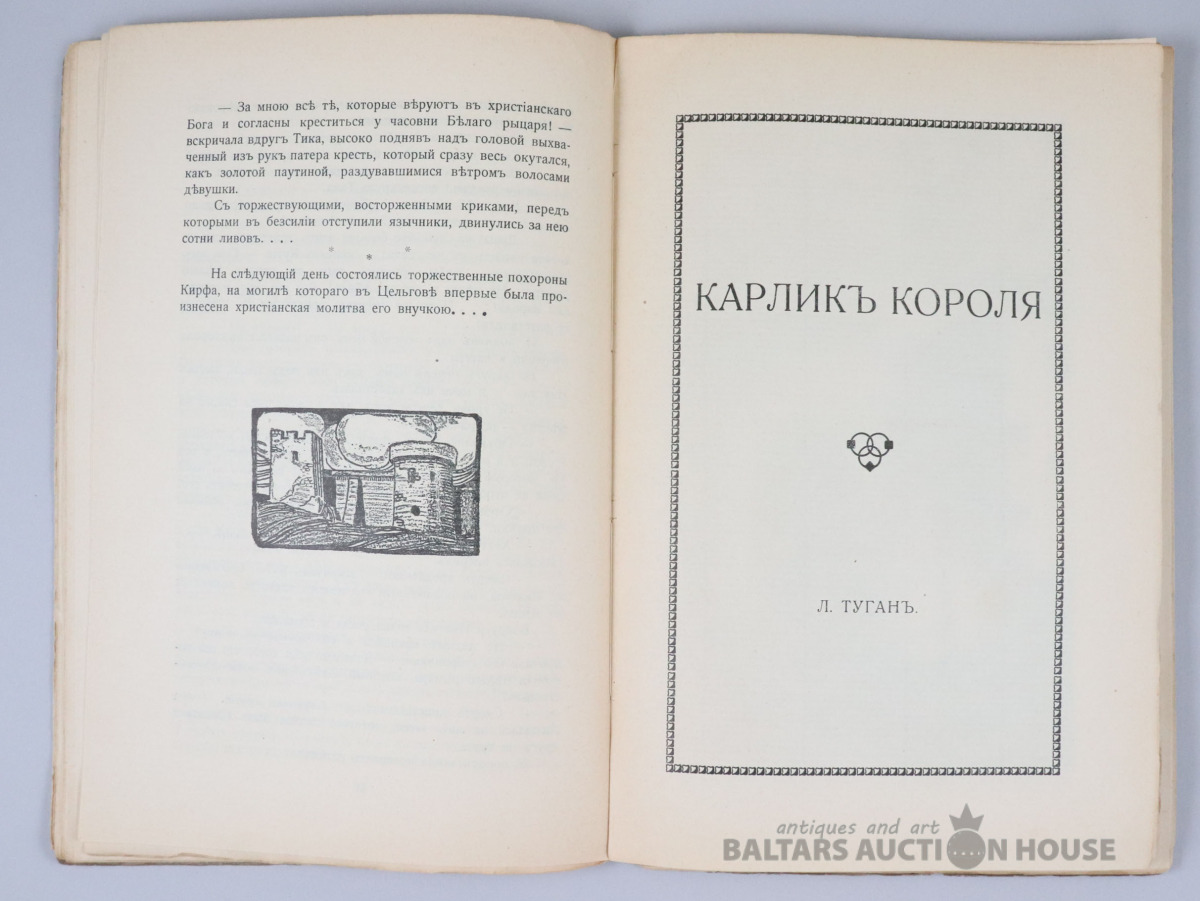 — За мною всѣ тѣ, которые вѣруютъ въ христіанскаго
Бога и согласны креститься у часовни Бѣлаго рыцаря! —
вскричала вдругъ Тика, высоко поднявъ надъ головой выхва-
ченный изъ рукъ патера крестъ, который сразу весь окутался,
какъ золотой паутиной, раздувавшимися вѣтромъ волосами
дѣвушки.
Съ торжествующими, восторженными криками, передъ
которыми въ безсиліи отступили язычники, двинулись за нею
сотни ливовъ. . . .
* * *
На слѣдующій день состоялись торжественные похороны
Кирфа, на могилѣ котораго въ Цельговѣ впервые была про-
изнесена христіанская молитва его внучкою. . . .
КАРЛИКЪ КОРОЛЯ
Л. ТУГАНЪ.
antiques and art
BALTARS AUCTION HOUSE